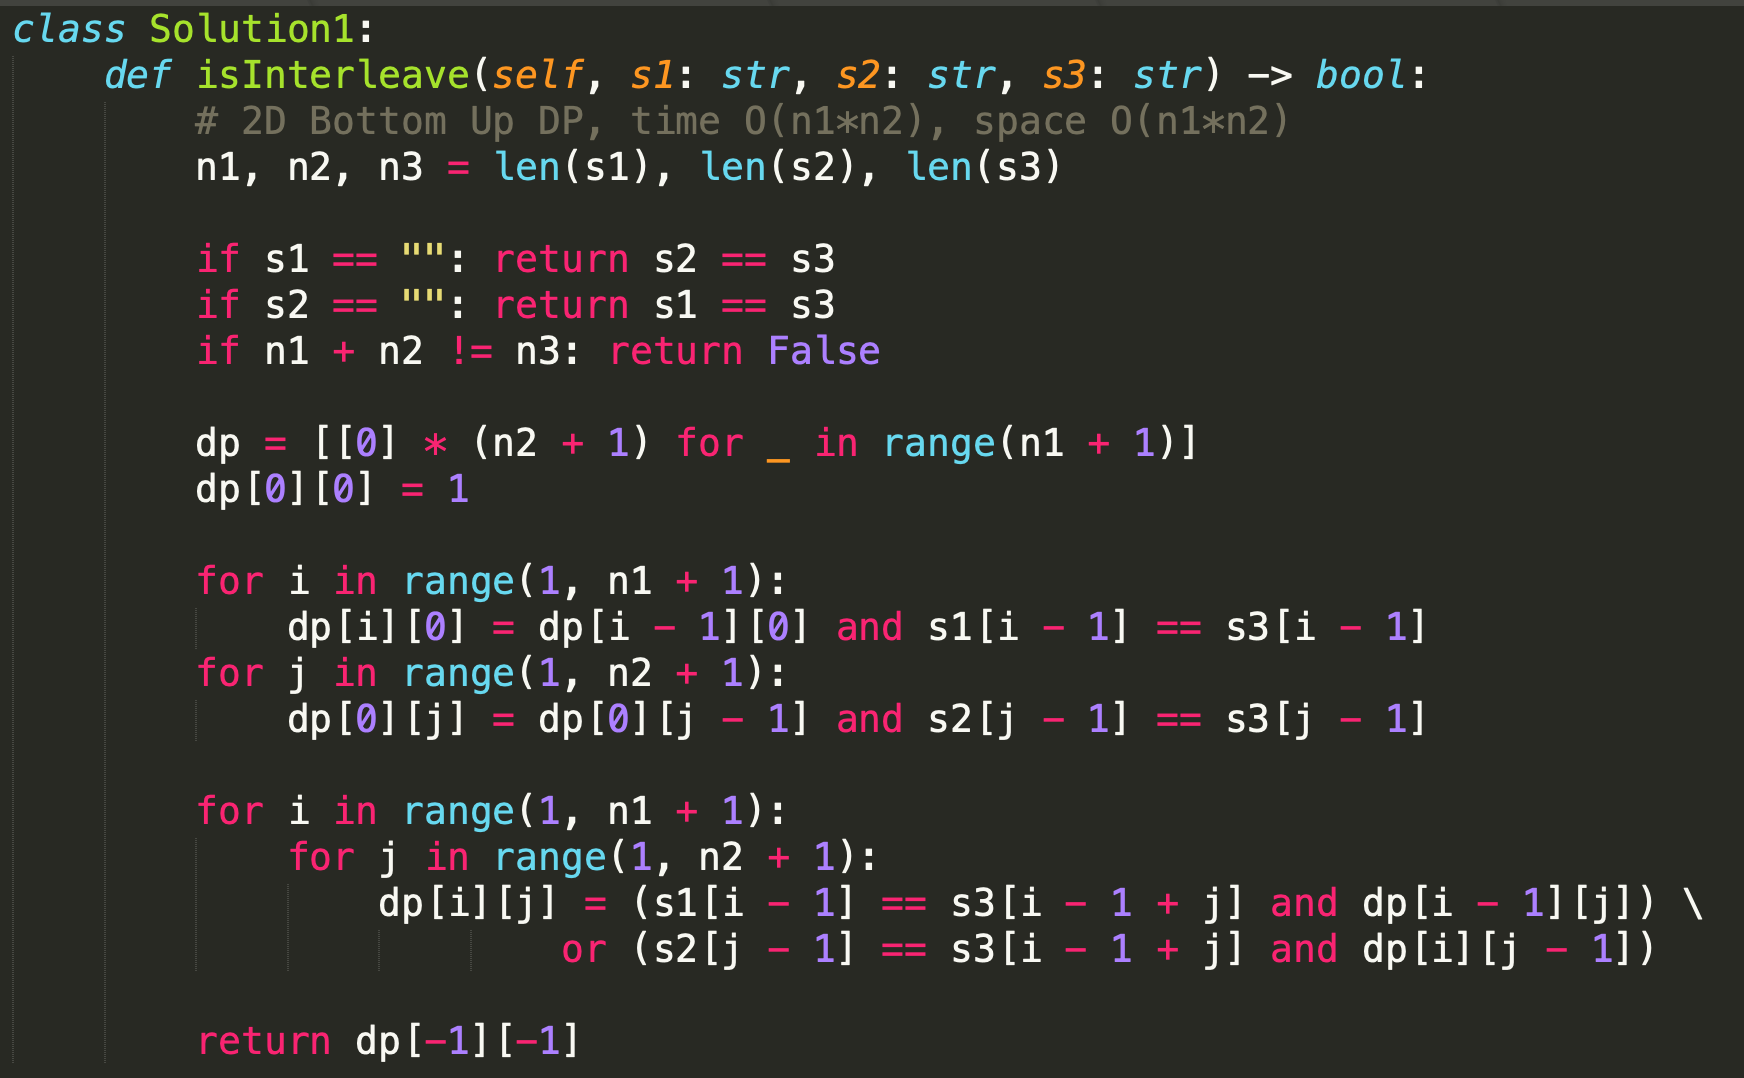 class Solution1:
    def isInterleave(self, s1: str, s2: str, s3: str) -> bool:
        # 2D Bottom Up DP, time O(n1*n2), space O(n1*n2)
        n1, n2, n3 = len(s1), len(s2), len(s3)

        if s1 == "": return s2 == s3
        if s2 == "": return s1 == s3
        if n1 + n2 != n3: return False

        dp = [[0] * (n2 + 1) for _ in range(n1 + 1)]
        dp[0][0] = 1

        for i in range(1, n1 + 1):
            dp[i][0] = dp[i - 1][0] and s1[i - 1] == s3[i - 1]
        for j in range(1, n2 + 1):
            dp[0][j] = dp[0][j - 1] and s2[j - 1] == s3[j - 1]

        for i in range(1, n1 + 1):
            for j in range(1, n2 + 1):
                dp[i][j] = (s1[i - 1] == s3[i - 1 + j] and dp[i - 1][j]) \
                        or (s2[j - 1] == s3[i - 1 + j] and dp[i][j - 1])

        return dp[-1][-1]